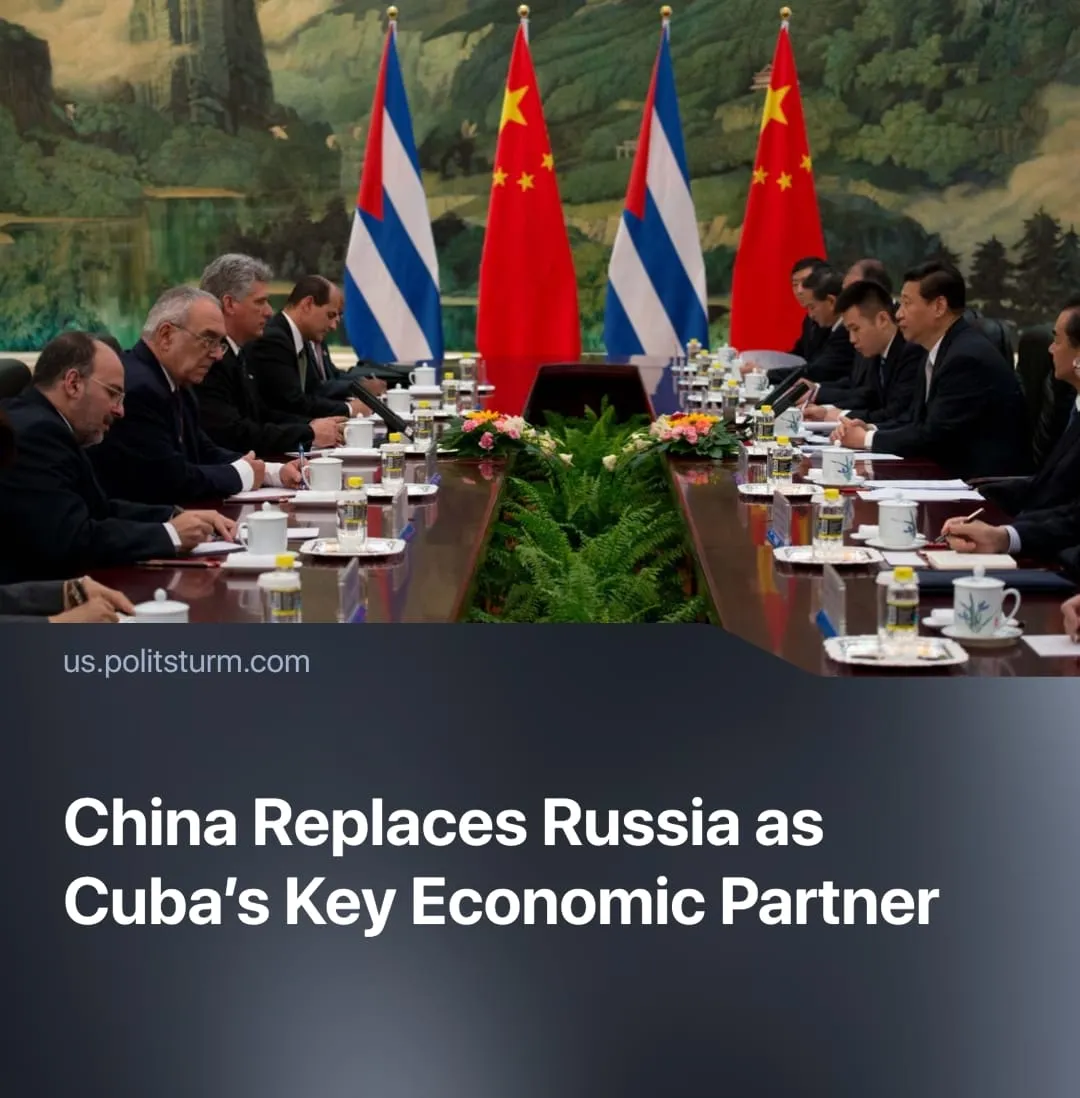 us.politsturm.com
China Replaces Russia as
Cuba’s Key Economic Partner